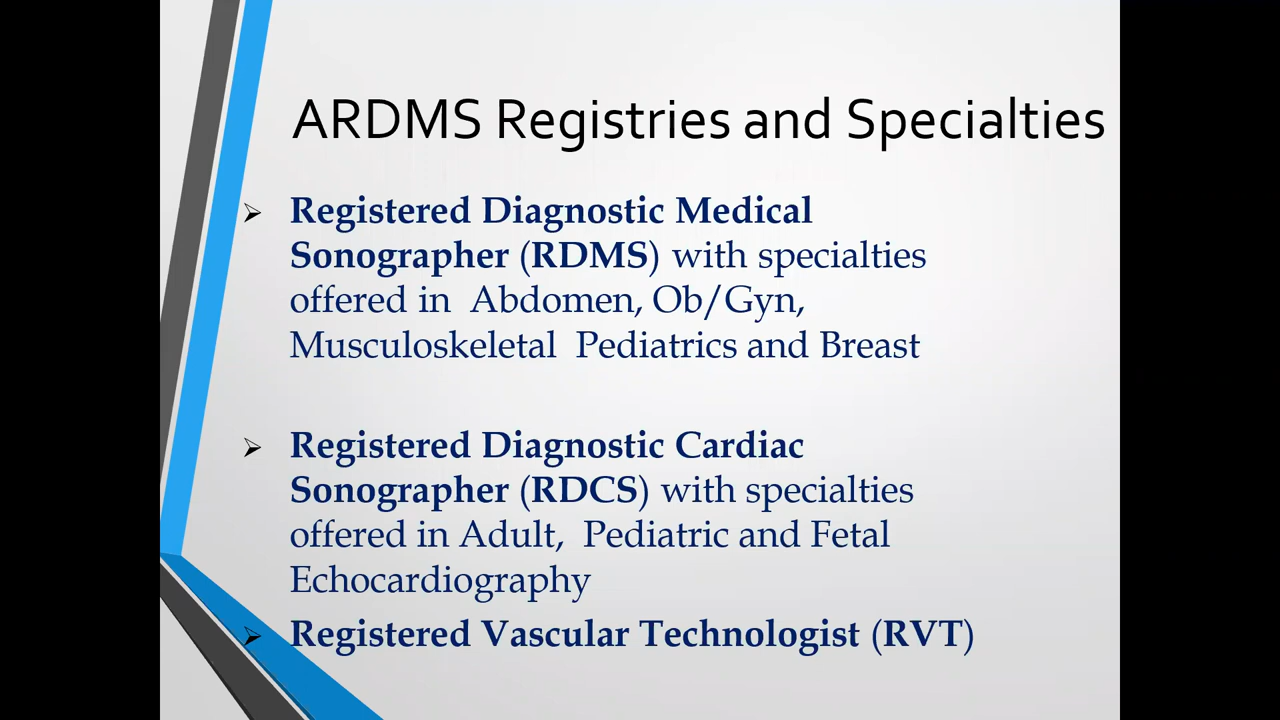 ARDMS Registries and Specialties
➢ Registered Diagnostic Medical
Sonographer (RDMS) with specialties
offered in  Abdomen, Ob/Gyn,
Musculoskeletal  Pediatrics and Breast
➢ Registered Diagnostic Cardiac
Sonographer (RDCS) with specialties
offered in Adult,  Pediatric and Fetal
Echocardiography
➢ Registered Vascular Technologist (RVT)